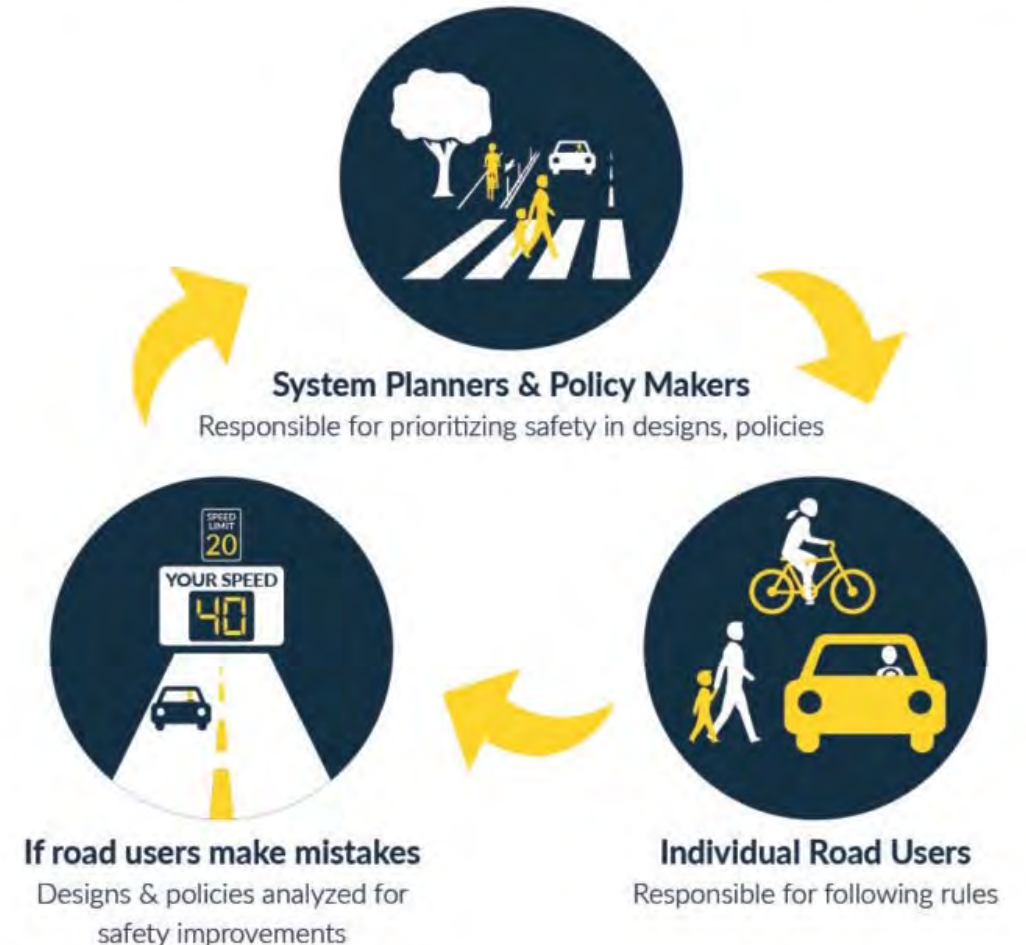 System Planners & Policy Makers
Responsible for prioritizing safety in designs, policies
SPEED
LIMIT
20
YOUR SPEED
40
If road users make mistakes
Designs & policies analyzed for
safety improvements
Individual Road Users
Responsible for following rules